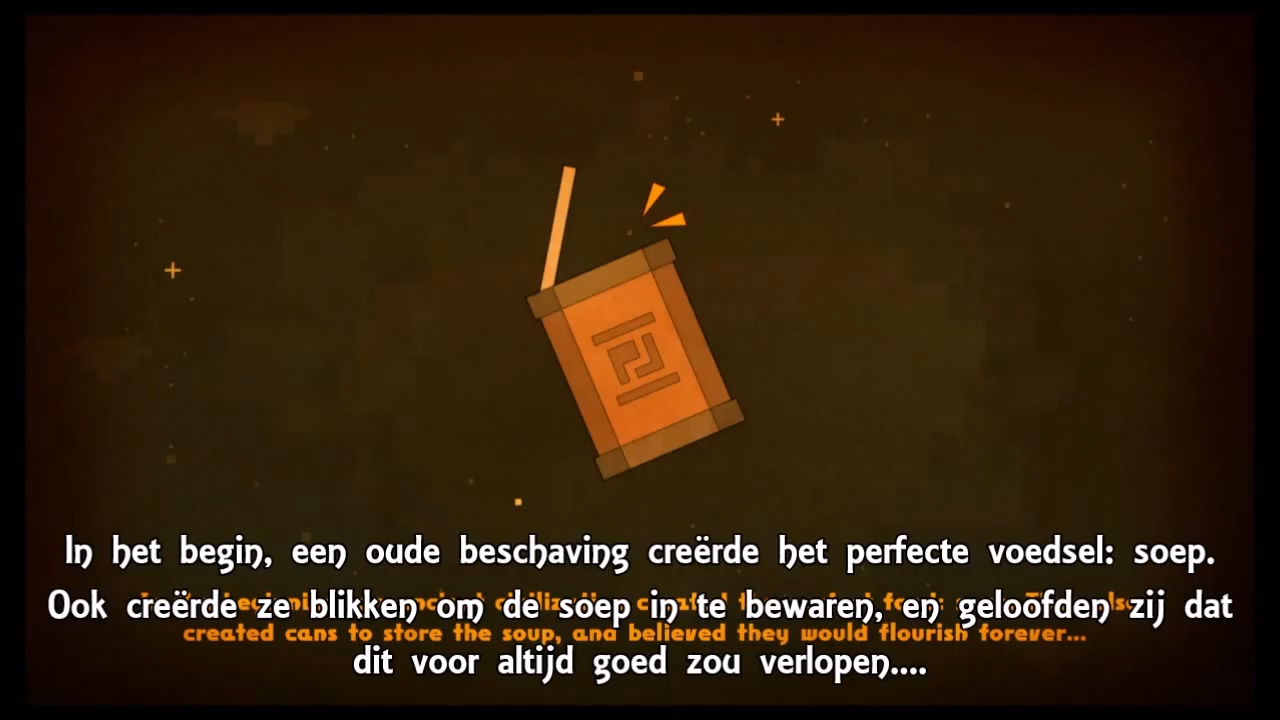 In het begin, een oude beschaving creërde het perfecte voedsel: soep.
Ook creërde ze blikken om de soep in te bewaren, en geloofden zij dat
created cans to store the soup, and believed they would flourish forever...
dit voor altijd goed zou verlopen....